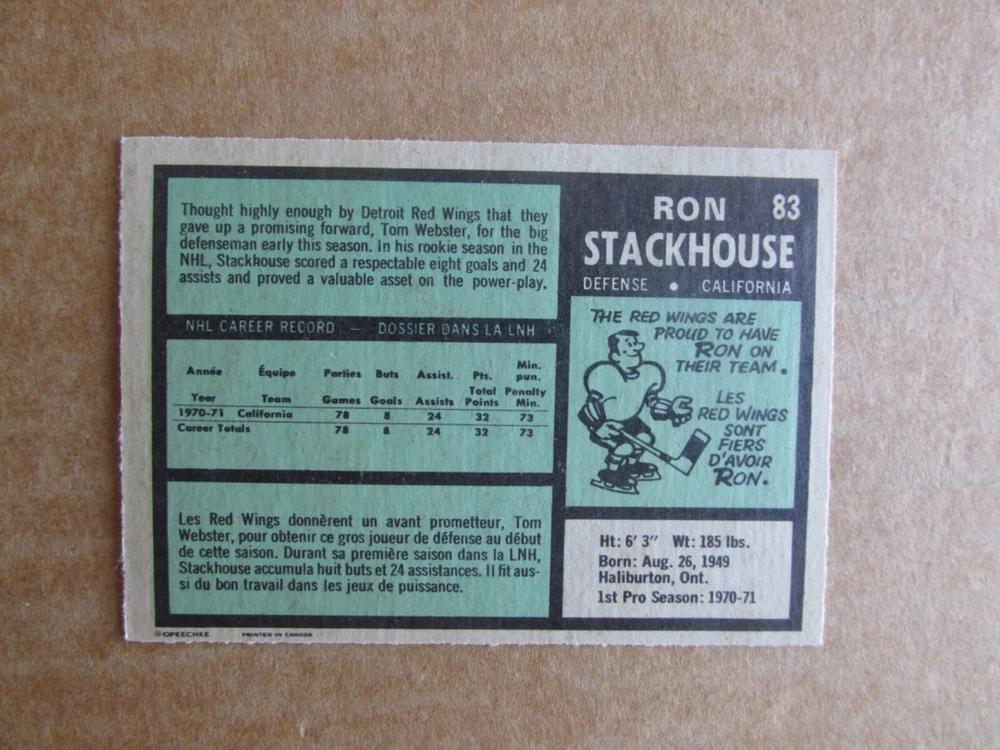 Thought highly enough by Detroit Red Wings that they
gave up a promising forward, Tom Webster, for the big
defenseman early this season. In his rookie season in the
NHL, Stackhouse scored a respectable eight goals and 24
assists and proved a valuable asset on the power-play.
RON 83
STACKHOUSE
DEFENSE • CALIFORNIA
NHL CAREER RECORD — DOSSIER DANS LA LNH
Année Équipe Parties Buts Assist. Pts. Min. pun.
Year Team Games Goals Assists Total Points Penalty Min.
1970-71 California 78 8 24 32 73
Career Totals 78 8 24 32 73
THE RED WINGS ARE
PROUD TO HAVE
RON ON
THEIR TEAM.
LES
RED WINGS
SONT
FIERS
D'AVOIR
RON.
Les Red Wings donnèrent un avant prometteur, Tom
Webster, pour obtenir ce gros joueur de défense au début
de cette saison. Durant sa première saison dans la LNH,
Stackhouse accumula huit buts et 24 assistances. Il fit aus-
si du bon travail dans les jeux de puissance.
Ht: 6' 3" Wt: 185 lbs.
Born: Aug. 26, 1949
Haliburton, Ont.
1st Pro Season: 1970-71
©OPEECHEE PRINTED IN CANADA